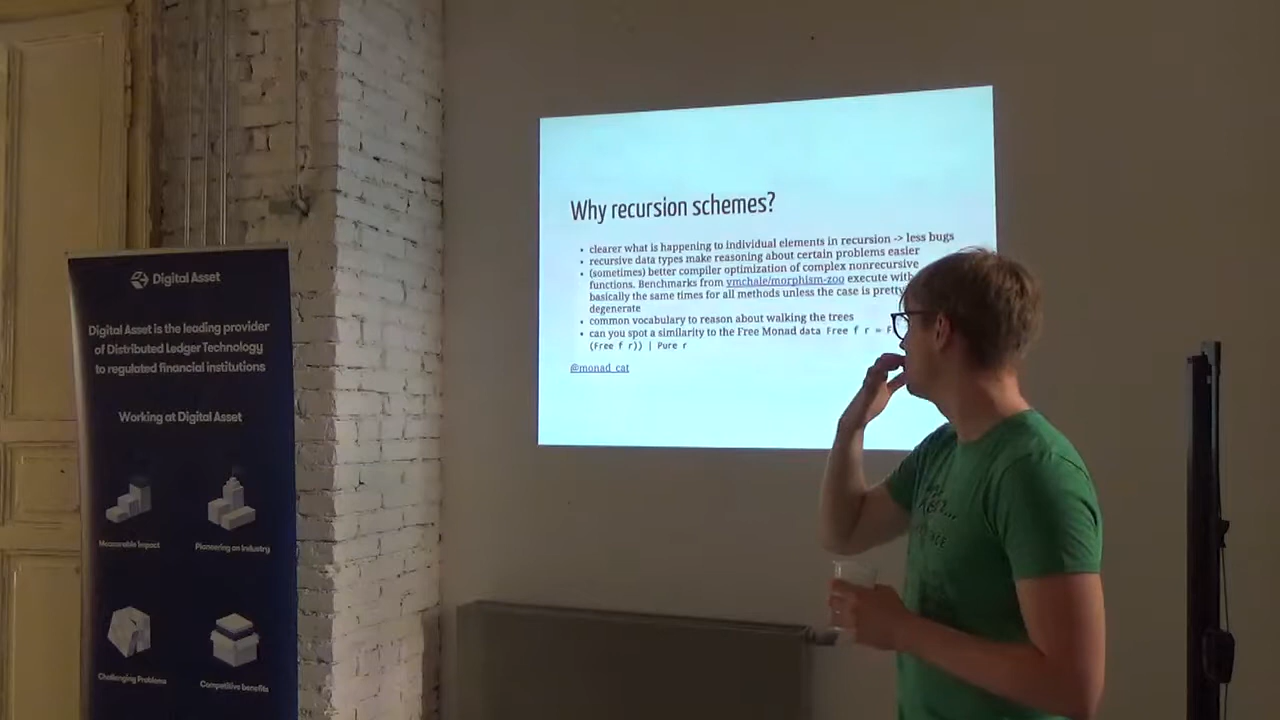 Digital Asset
Digital Asset is the leading provider
of Distributed Ledger Technology
to regulated financial institutions
Working at Digital Asset
Measurable Impact
Pioneering an Industry
Challenging Problems
Competitive benefits
Why recursion schemes?
• clearer what is happening to individual elements in recursion -> less bugs
• recursive data types make reasoning about certain problems easier
• (sometimes) better compiler optimization of complex nonrecursive
functions. Benchmarks from vmchale/morphism-zoo execute with
basically the same times for all methods unless the case is pretty
degenerate
• common vocabulary to reason about walking the trees
• can you spot a similarity to the Free Monad data Free f r = F
(Free f r)) | Pure r
@monad_cat